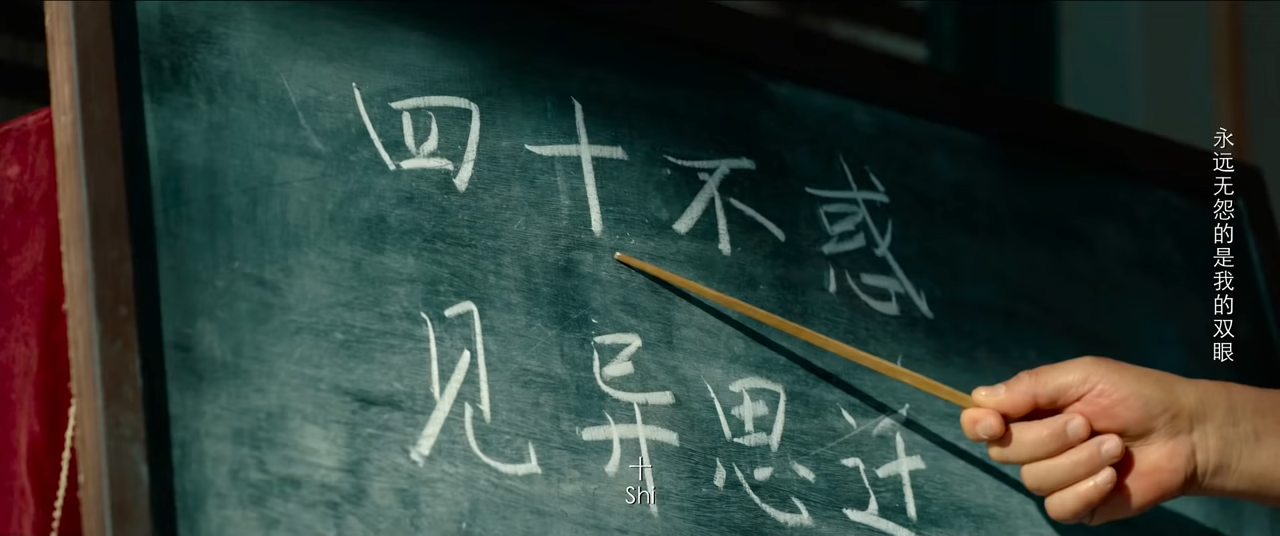 四十不惑
见异思迁
十
Shi
永远无怨的是我的双眼